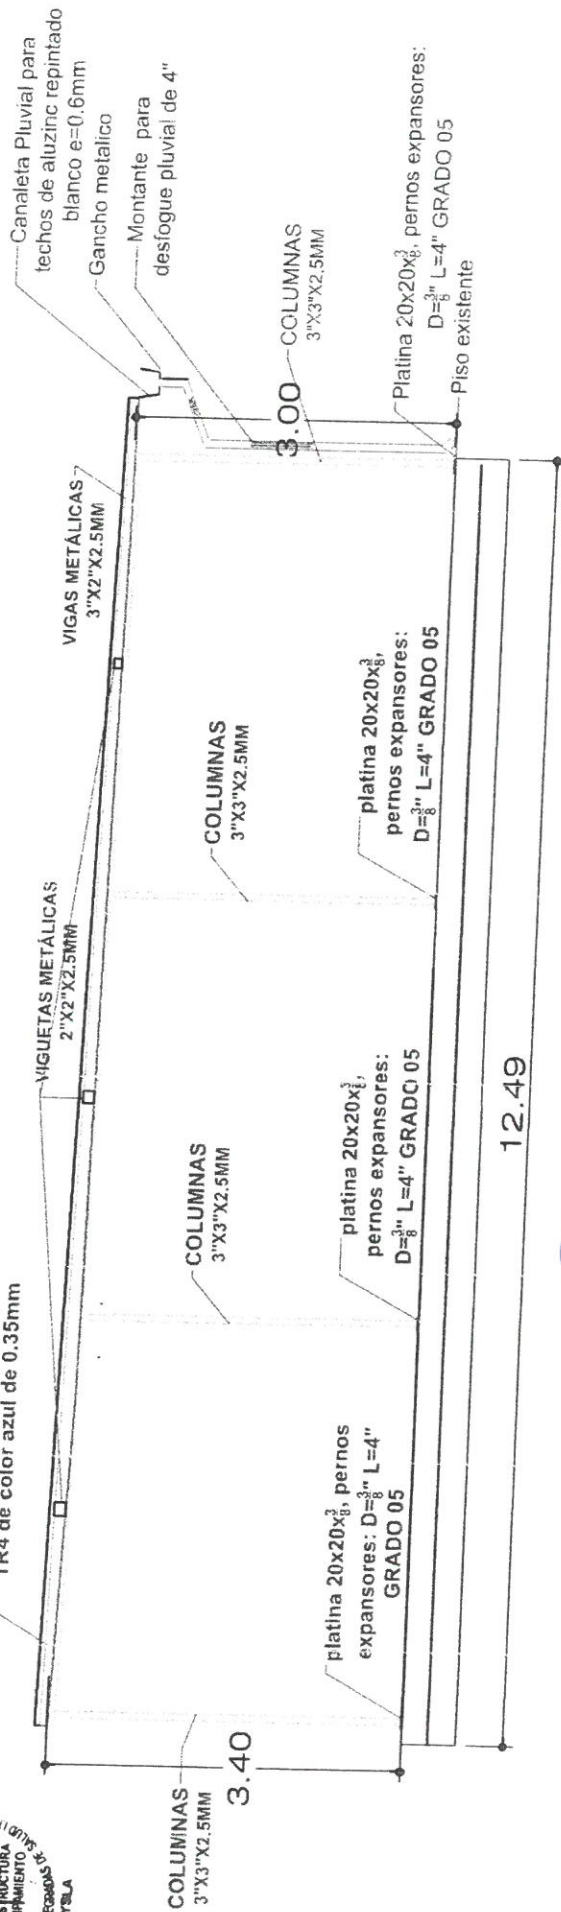 Canaleta Pluvial para
techos de aluzinc repintado
blanco e=0.6mm
Gancho metalico
Montante para
desfogue pluvial de 4"
COLUMNAS
3"X3"X2.5MM
Platina 20x20x3/8, pernos expansores:
D=3/8" L=4" GRADO 05
Piso existente
3.00
VIGAS METÁLICAS
3"X2"X2.5MM
VIGUETAS METÁLICAS
2"X2"X2.5MM
COLUMNAS
3"X3"X2.5MM
platina 20x20x3/8,
pernos expansores:
D=3/8" L=4" GRADO 05
COLUMNAS
3"X3"X2.5MM
platina 20x20x3/8,
pernos expansores:
D=3/8" L=4" GRADO 05
12.49
TR4 de color azul de 0.35mm
platina 20x20x3/8, pernos
expansores: D=3/8" L=4"
GRADO 05
COLUMNAS
3"X3"X2.5MM
3.40